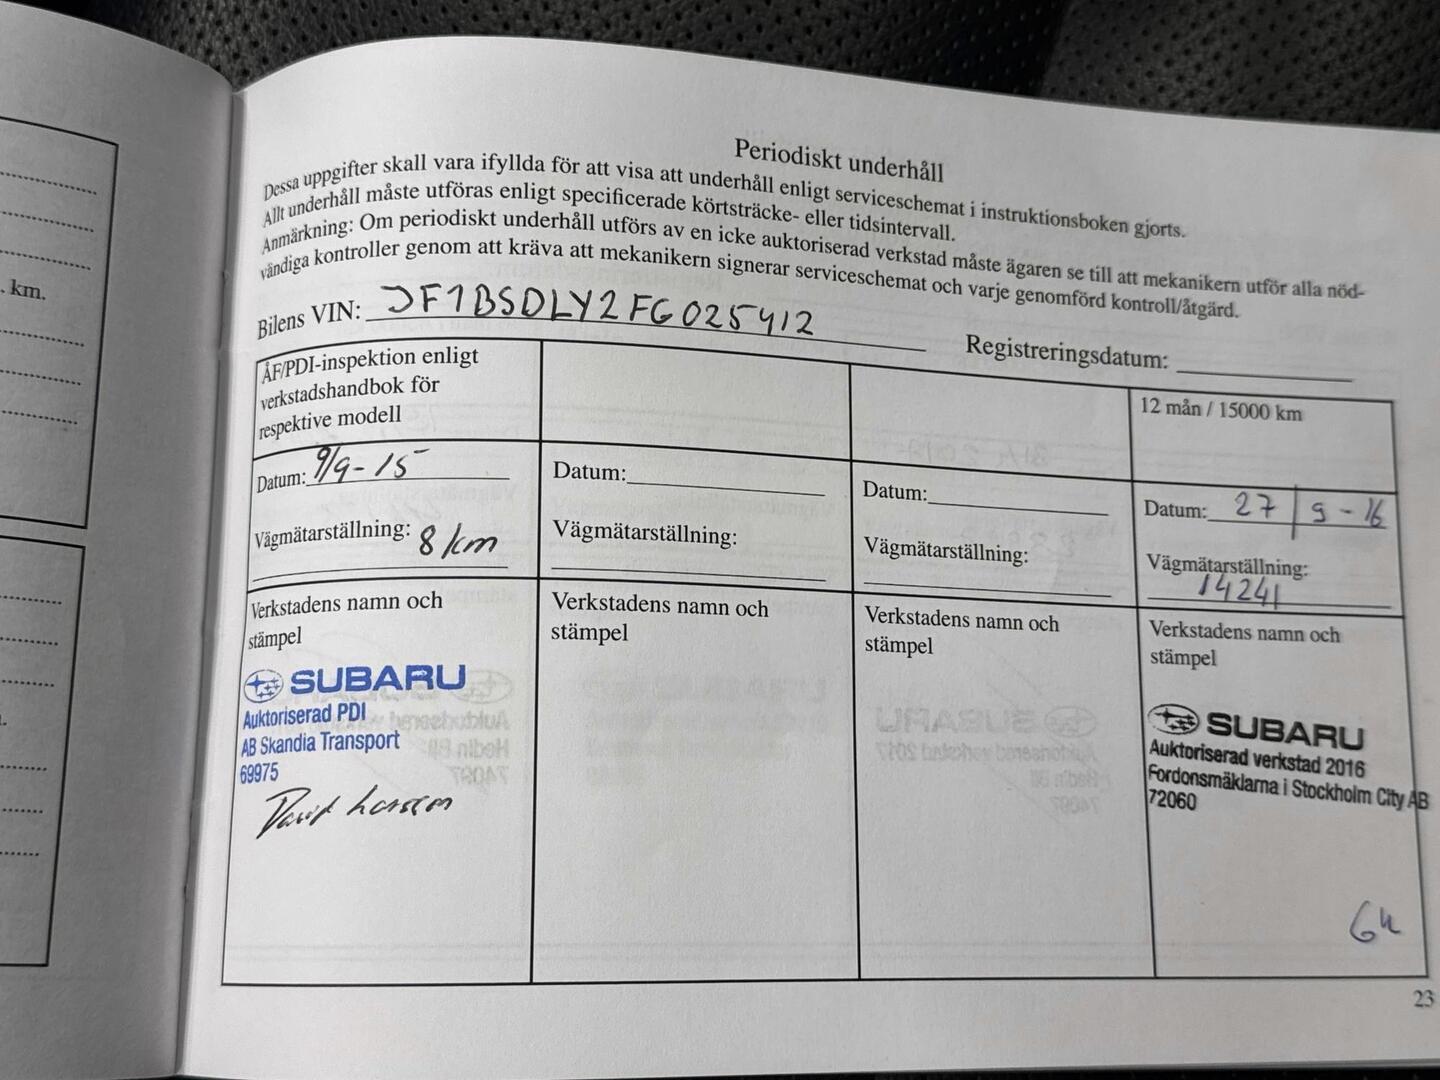 km.
Periodiskt underhåll
Dessa uppgifter skall vara ifyllda för att visa att underhåll enligt serviceschemat i instruktionsboken gjorts.
Allt underhåll måste utföras enligt specificerade körtsträcke- eller tidsintervall.
Anmärkning: Om periodiskt underhåll utförs av en icke auktoriserad verkstad måste ägaren se till att mekanikern utför alla nöd-
vändiga kontroller genom att kräva att mekanikern signerar serviceschemat och varje genomförd kontroll/åtgärd.
Bilens VIN: JF1BSDLY2FG025412 Registreringsdatum:
ÅF/PDI-inspektion enligt
verkstadshandbok för
respektive modell
Datum: 9/9-15
Vägmätarställning: 8 km
Verkstadens namn och
stämpel
SUBARU
Auktoriserad PDI
AB Skandia Transport
69975
Datum:
Vägmätarställning:
Verkstadens namn och
stämpel
Datum:
Vägmätarställning:
Verkstadens namn och
stämpel
12 mån / 15000 km
Datum: 27/9-16
Vägmätarställning:
14241
Verkstadens namn och
stämpel
SUBARU
Auktoriserad verkstad 2016
Fordonsmäklarna i Stockholm City AB
72060
23